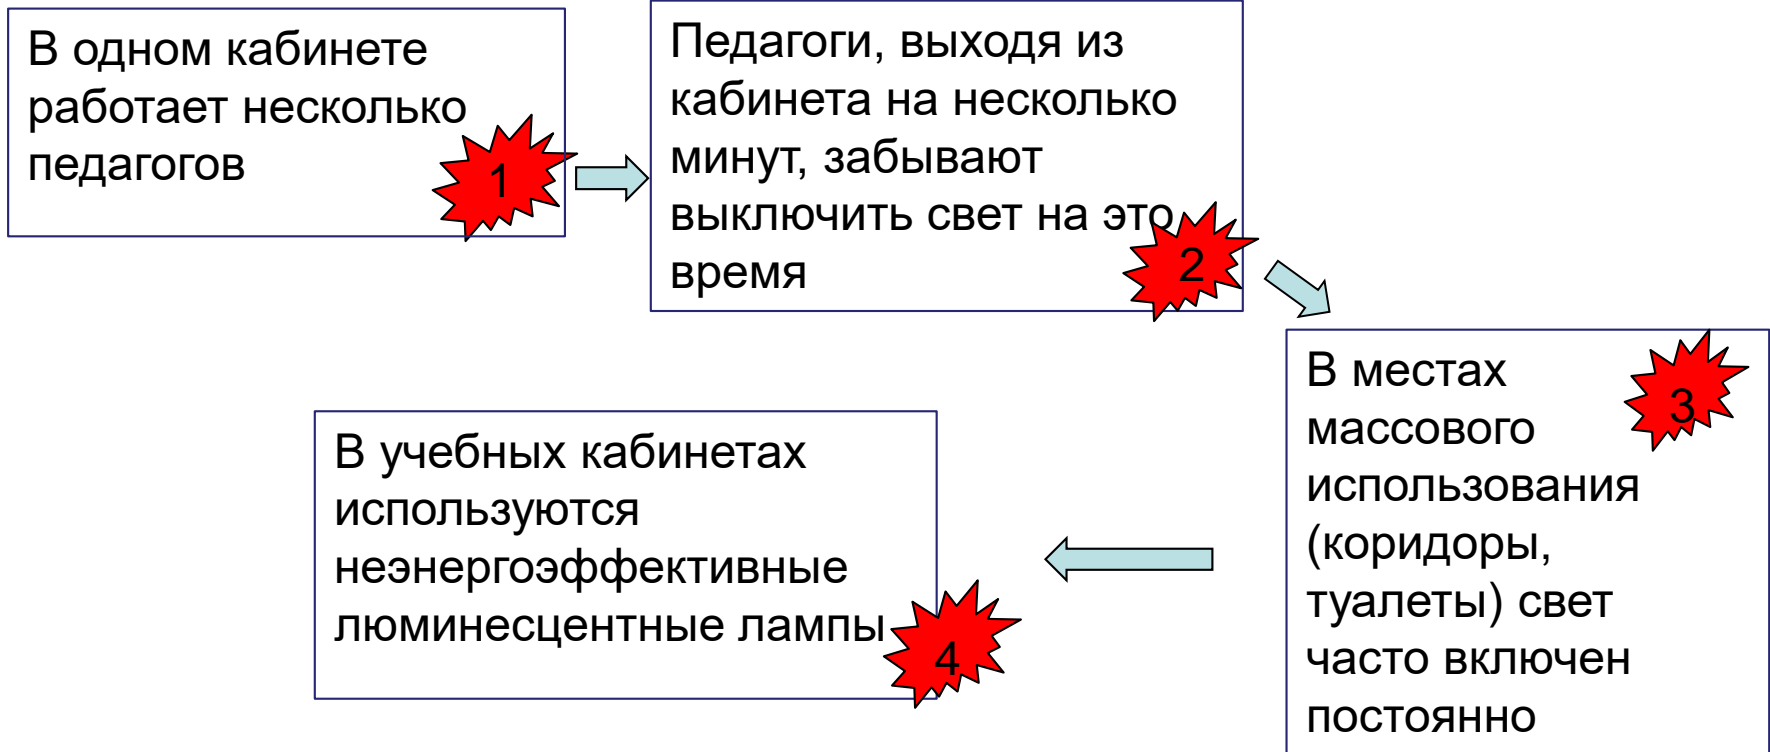 В одном кабинете
работает несколько
педагогов
1
Педагоги, выходя из
кабинета на несколько
минут, забывают
выключить свет на это
время
2
В местах
массового
использования
(коридоры,
туалеты) свет
часто включен
постоянно
3
В учебных кабинетах
используются
неэнергоэффективные
люминесцентные лампы
4